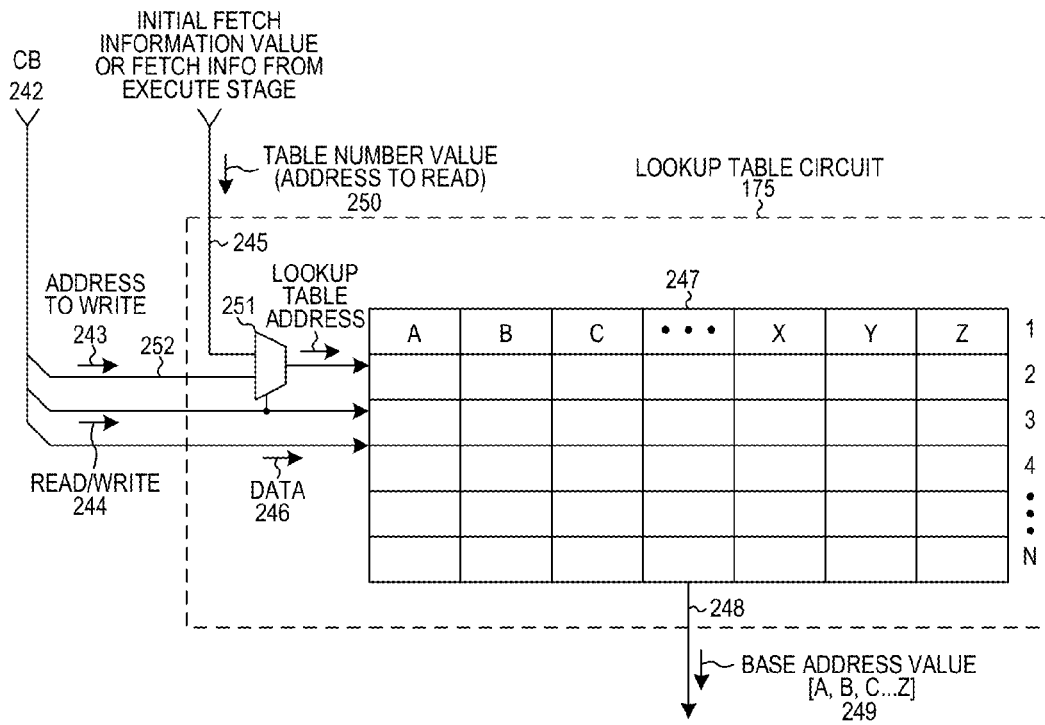 INITIAL FETCH
INFORMATION VALUE
OR FETCH INFO FROM
EXECUTE STAGE
CB
242
TABLE NUMBER VALUE
(ADDRESS TO READ)
250
LOOKUP TABLE CIRCUIT
175
245
ADDRESS
TO WRITE
243
252
251
LOOKUP
TABLE
ADDRESS
247
A B C • • • X Y Z 1
2
3
4
•
•
•
N
READ/WRITE
244
DATA
246
248
BASE ADDRESS VALUE
[A, B, C...Z]
249